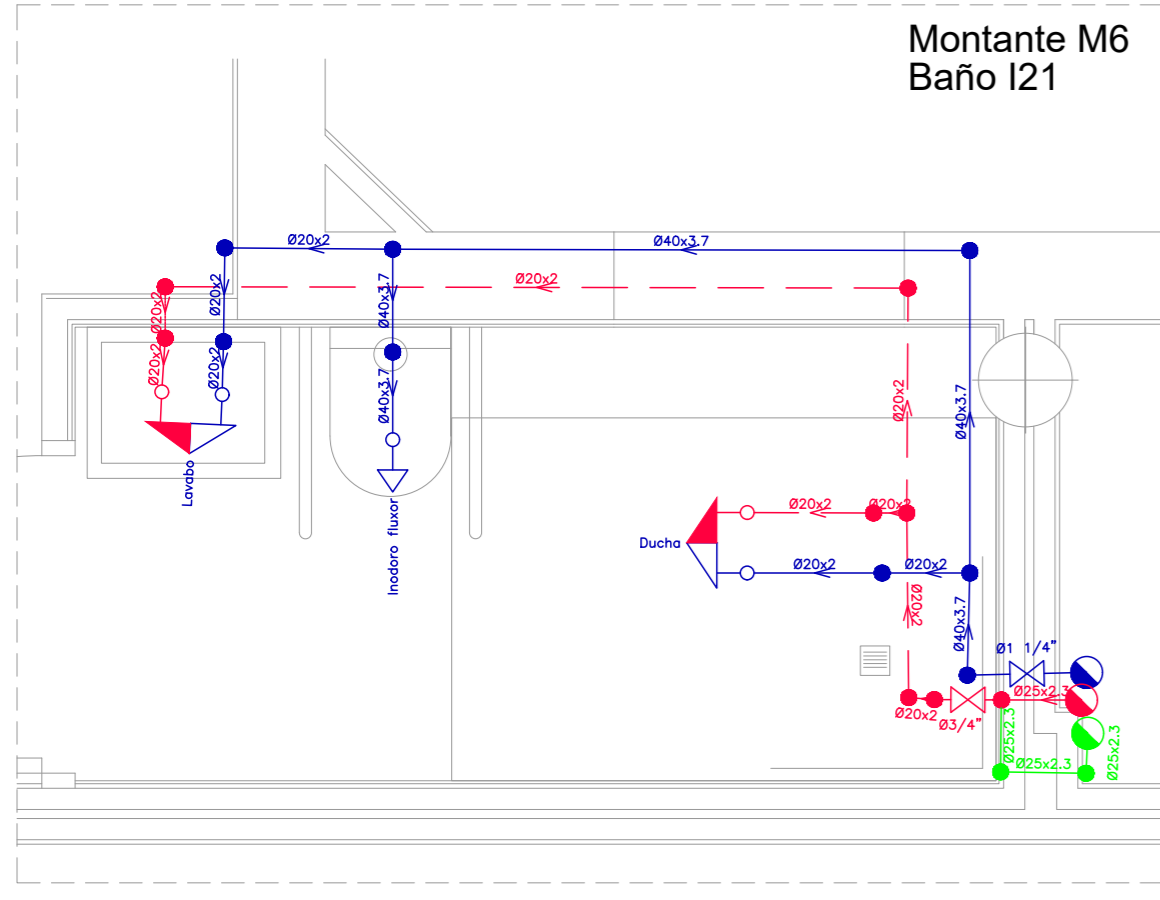 Montante M6
Baño I21
Ø20x2
Ø40x3.7
Ø20x2
Ø20x2
Ø20x2
Ø40x3.7
Ø20x2
Ø20x2
Ø40x3.7
Ø20x2
Ø40x3.7
Lavabo
Inodoro fluxor
Ø20x2
Ø20x2
Ducha
Ø20x2
Ø20x2
Ø20x2
Ø40x3.7
Ø1 1/4"
Ø25x2.3
Ø20x2
Ø3/4"
Ø25x2.3
Ø25x2.3
Ø25x2.3